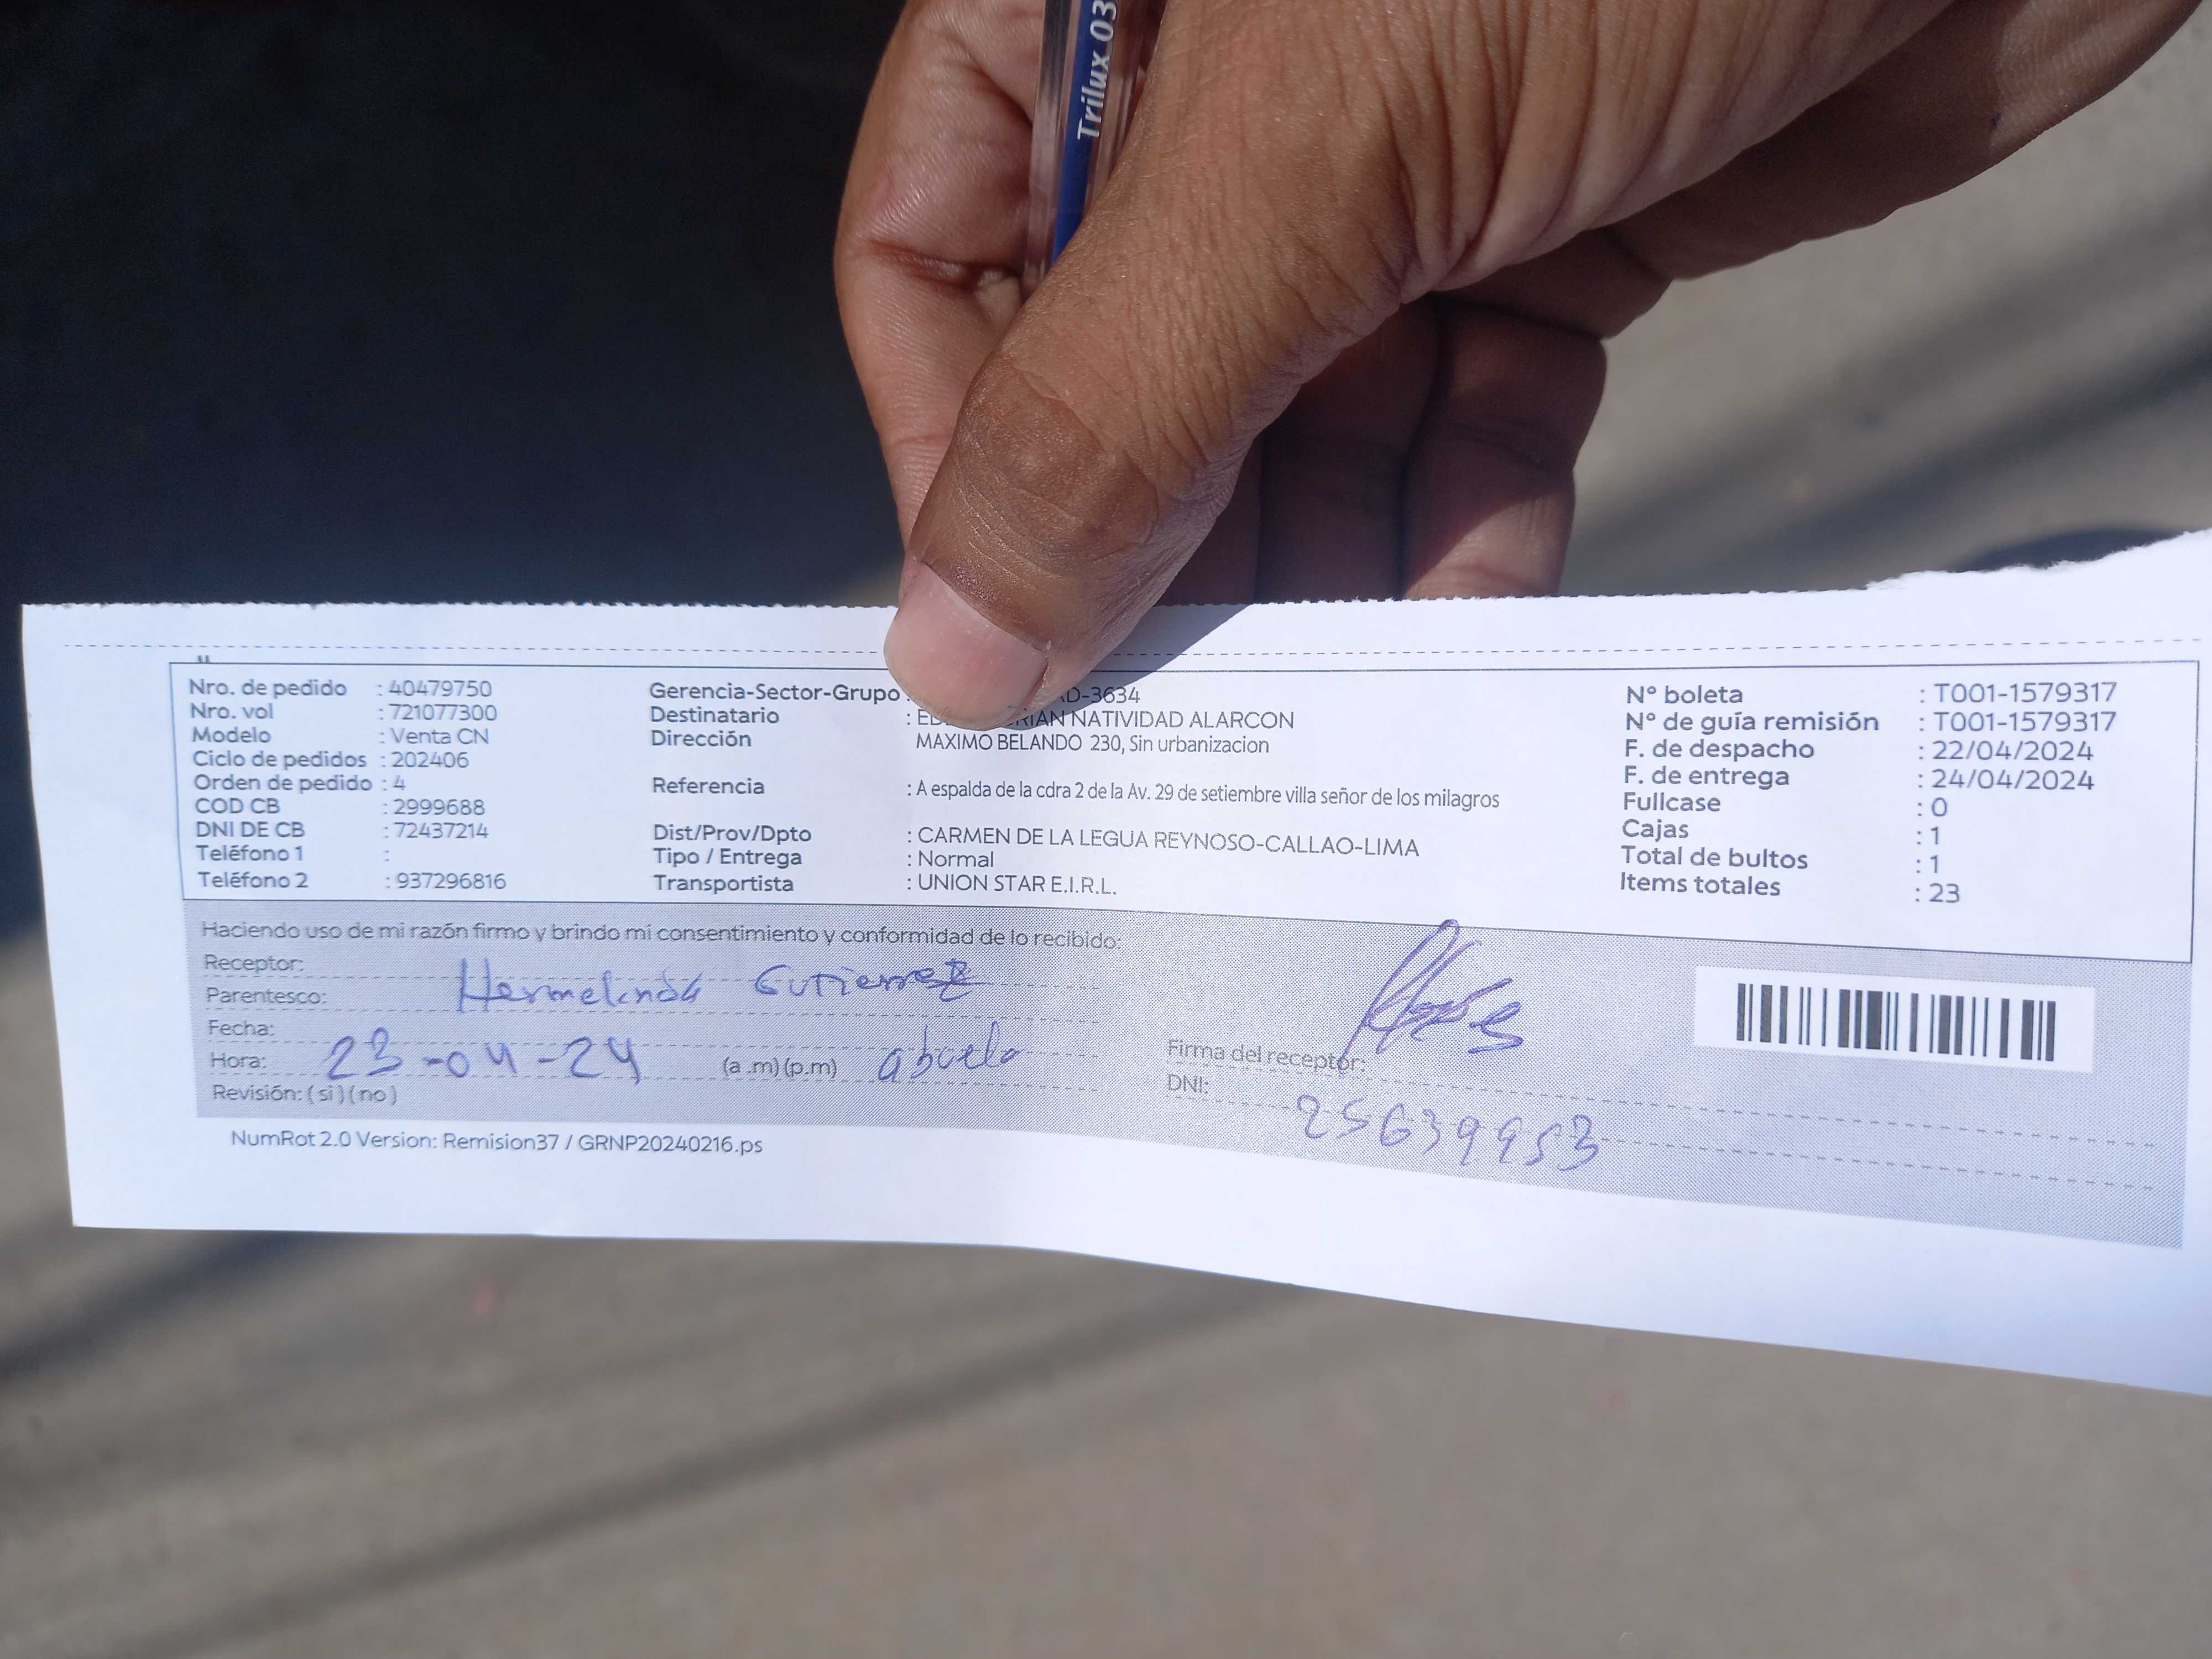 Trilux 03
Nro. de pedido : 40479750
Nro. vol : 721077300
Modelo : Venta CN
Ciclo de pedidos : 202406
Orden de pedido : 4
COD CB : 2999688
DNI DE CB : 72437214
Teléfono 1 :
Teléfono 2 : 937296816
Gerencia-Sector-Grupo : -3634
Destinatario : NATIVIDAD ALARCON
Dirección MAXIMO BELANDO 230, Sin urbanizacion
Referencia : A espalda de la cdra 2 de la Av. 29 de setiembre villa señor de los milagros
Dist/Prov/Dpto : CARMEN DE LA LEGUA REYNOSO-CALLAO-LIMA
Tipo / Entrega : Normal
Transportista : UNION STAR E.I.R.L.
N° boleta : T001-1579317
N° de guía remisión : T001-1579317
F. de despacho : 22/04/2024
F. de entrega : 24/04/2024
Fullcase : 0
Cajas : 1
Total de bultos : 1
Items totales : 23
Haciendo uso de mi razón firmo y brindo mi consentimiento y conformidad de lo recibido:
Receptor:
Parentesco: Hermelinda Gutierrez
Fecha:
Hora: 23-04-24 (a .m) (p.m) abuela
Revisión: ( si ) ( no )
Firma del receptor:
DNI: 25639953
NumRot 2.0 Version: Remision37 / GRNP20240216.ps